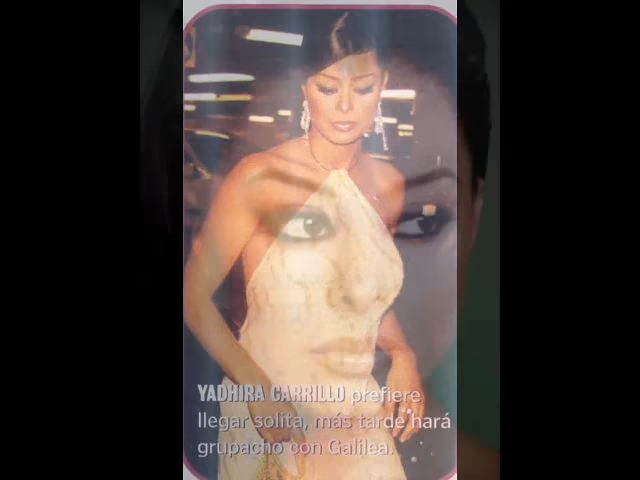 YADHIRA CARRILLO prefiere
llegar solita, más tarde hará
grupacho con Galilea.